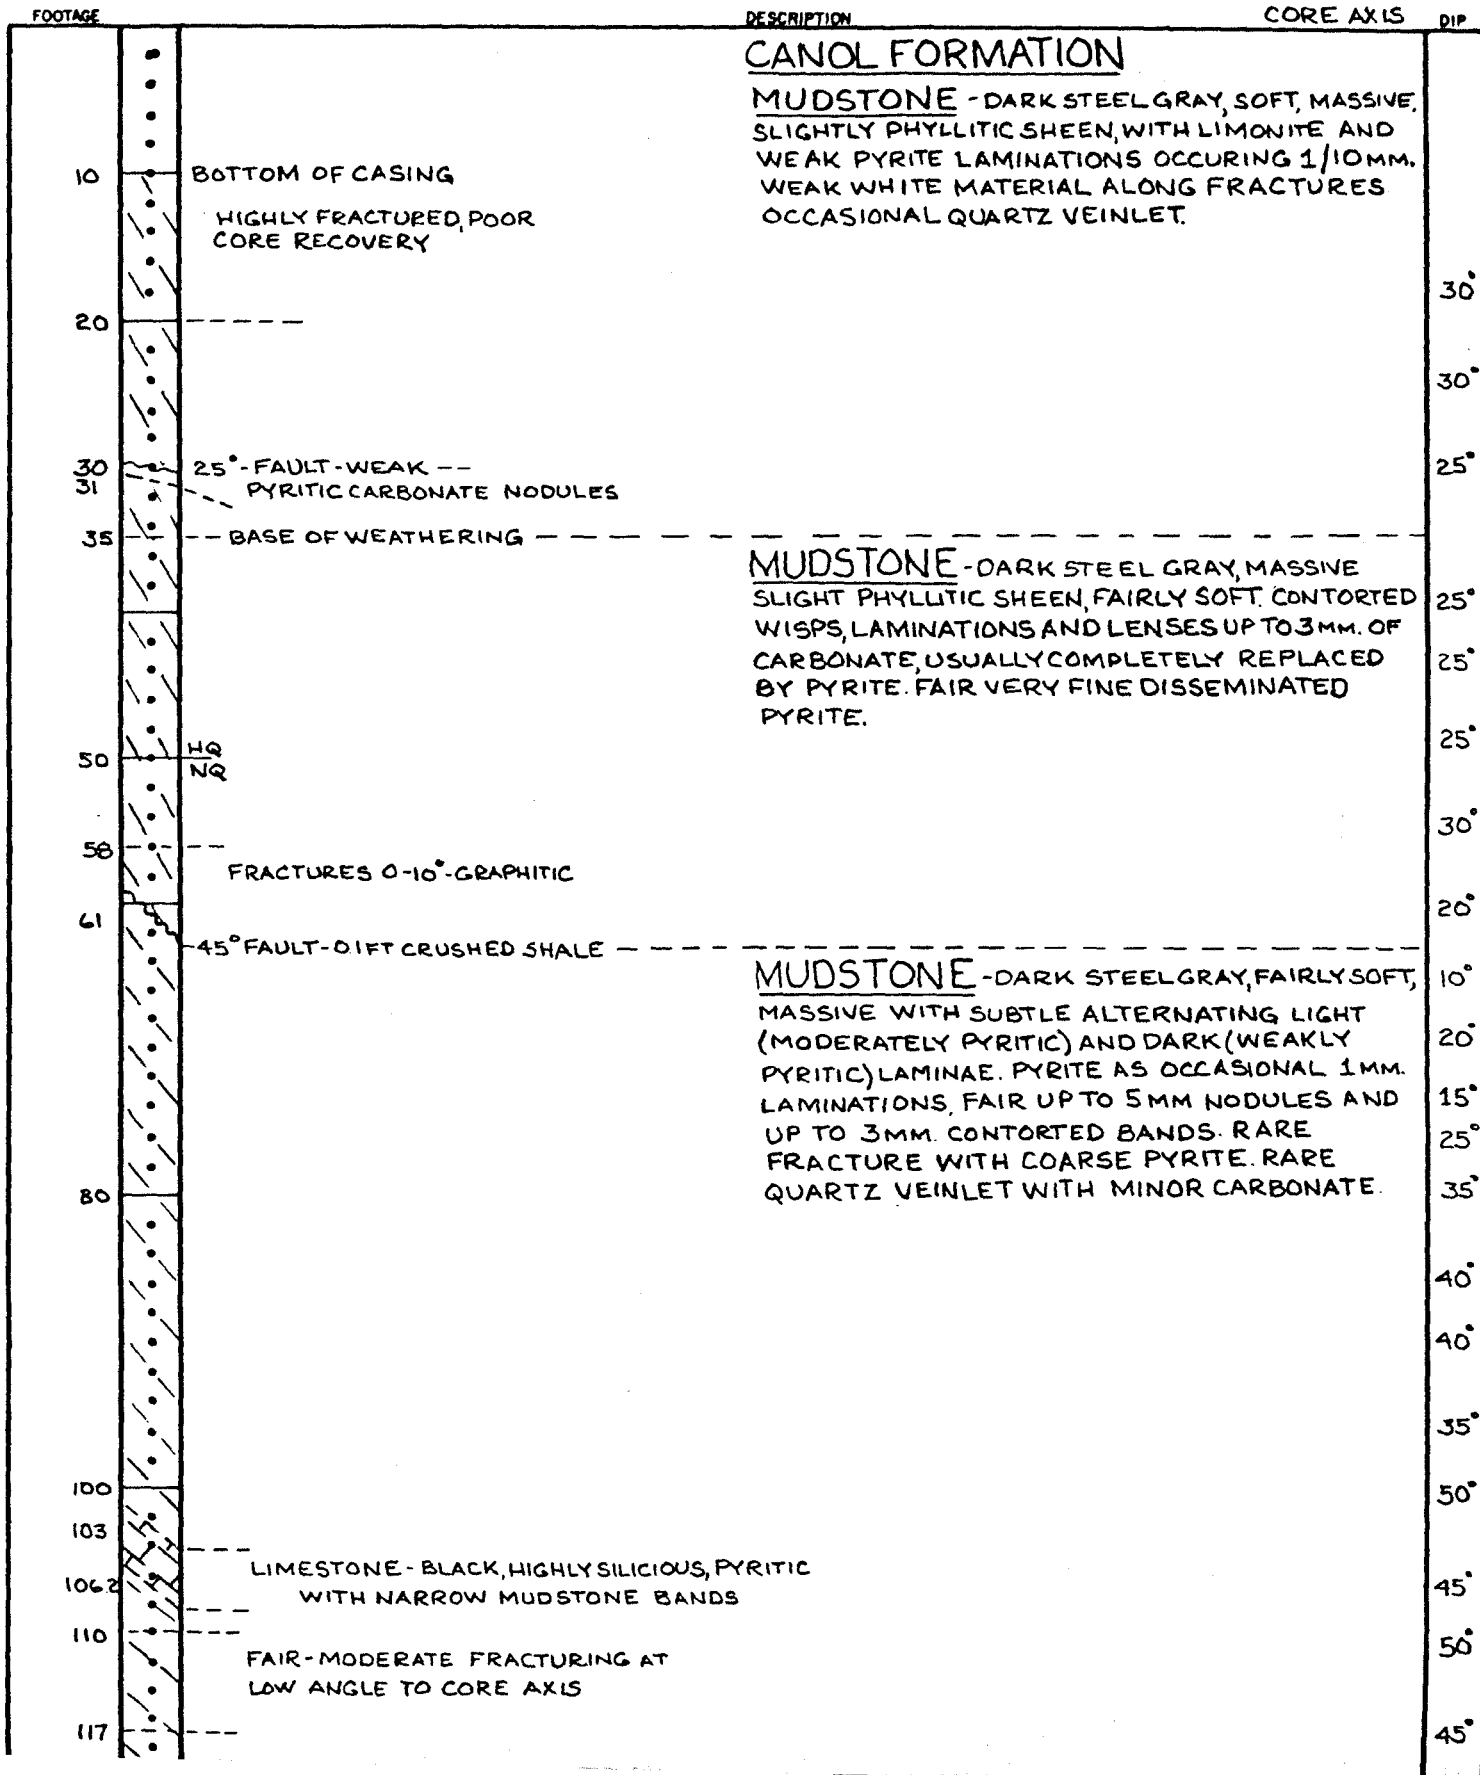 FOOTAGE
DESCRIPTION
CORE AXIS DIP
CANOL FORMATION
MUDSTONE - DARK STEEL GRAY, SOFT, MASSIVE,
SLIGHTLY PHYLLITIC SHEEN, WITH LIMONITE AND
WEAK PYRITE LAMINATIONS OCCURING 1/10MM.
WEAK WHITE MATERIAL ALONG FRACTURES
OCCASIONAL QUARTZ VEINLET.
10 BOTTOM OF CASING
HIGHLY FRACTURED, POOR
CORE RECOVERY
30°
20
30°
30 25° - FAULT - WEAK --
25°
31 PYRITIC CARBONATE NODULES
35 BASE OF WEATHERING
MUDSTONE - DARK STEEL GRAY, MASSIVE
SLIGHT PHYLLITIC SHEEN, FAIRLY SOFT. CONTORTED
25°
WISPS, LAMINATIONS AND LENSES UP TO 3MM. OF
CARBONATE, USUALLY COMPLETELY REPLACED
25°
BY PYRITE. FAIR VERY FINE DISSEMINATED
PYRITE.
25°
50 HQ
NQ
30°
58
FRACTURES 0-10° - GRAPHITIC
20°
61
45° FAULT - 0.1FT CRUSHED SHALE
MUDSTONE - DARK STEEL GRAY, FAIRLY SOFT,
10°
MASSIVE WITH SUBTLE ALTERNATING LIGHT
(MODERATELY PYRITIC) AND DARK (WEAKLY
20°
PYRITIC) LAMINAE. PYRITE AS OCCASIONAL 1MM.
LAMINATIONS, FAIR UP TO 5MM NODULES AND
15°
UP TO 3MM. CONTORTED BANDS. RARE
25°
FRACTURE WITH COARSE PYRITE. RARE
QUARTZ VEINLET WITH MINOR CARBONATE.
35°
80
40°
40°
35°
100
50°
103
LIMESTONE - BLACK, HIGHLY SILICIOUS, PYRITIC
106.2 WITH NARROW MUDSTONE BANDS
45°
110
50°
FAIR - MODERATE FRACTURING AT
LOW ANGLE TO CORE AXIS
117
45°